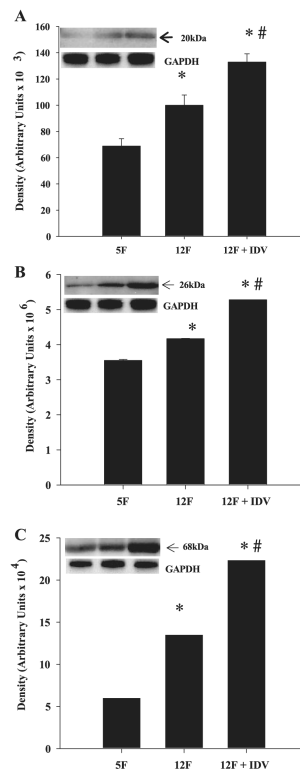 A
160
20kDa
* #
140
GAPDH
120
*
100
80
60
40
20
0
Density (Arbitrary Units x 10 3)
5F 12F 12F + IDV
B
6
26kDa
* #
5
GAPDH
*
4
3
2
1
0
Density (Arbitrary Units x 10 6)
5F 12F 12F + IDV
C
25
68kDa
* #
GAPDH
20
*
15
10
5
0
Density (Arbitrary Units x 10 4)
5F 12F 12F + IDV